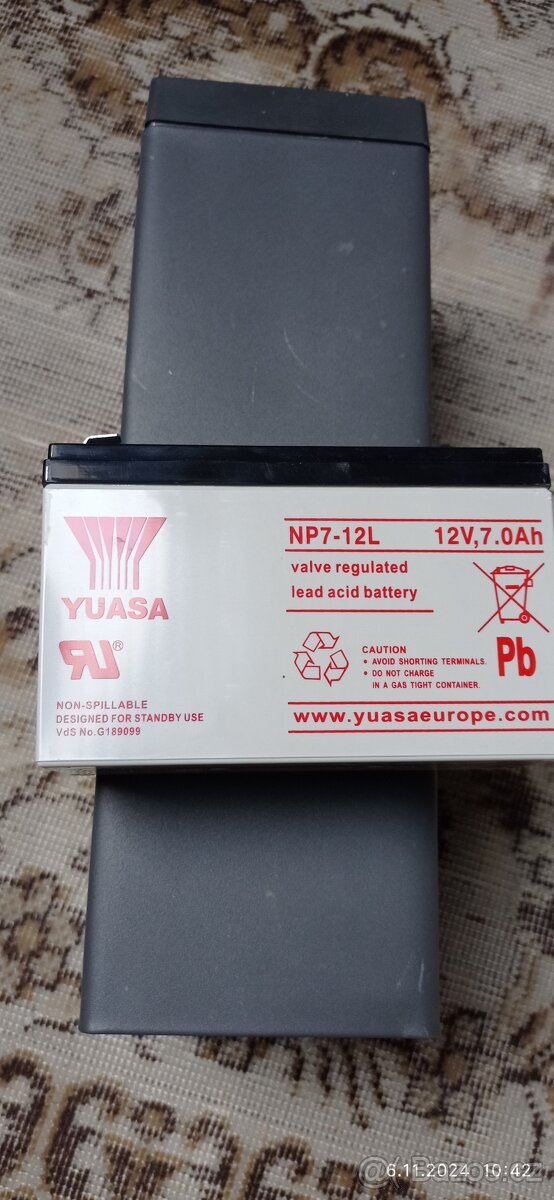 NP7-12L 12V,7.0Ah
valve regulated
lead acid battery
YUASA
®
CAUTION
• AVOID SHORTING TERMINALS.
• DO NOT CHARGE
IN A GAS TIGHT CONTAINER.
Pb
NON-SPILLABLE
DESIGNED FOR STANDBY USE
VdS No.G189099
www.yuasaeurope.com
6.11.2024 10:42
@Bazos.cz